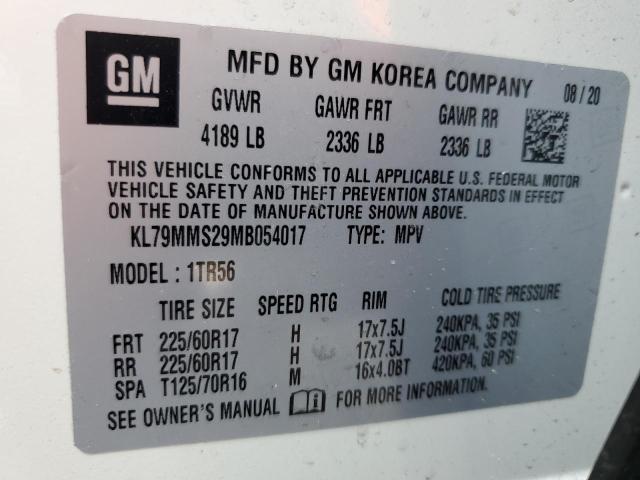 GM
MFD BY GM KOREA COMPANY 08/20
GVWR GAWR FRT GAWR RR
4189 LB 2336 LB 2336 LB
THIS VEHICLE CONFORMS TO ALL APPLICABLE U.S. FEDERAL MOTOR
VEHICLE SAFETY AND THEFT PREVENTION STANDARDS IN EFFECT
ON THE DATE OF MANUFACTURE SHOWN ABOVE.
KL79MMS29MB054017 TYPE: MPV
MODEL: 1TR56
TIRE SIZE SPEED RTG RIM COLD TIRE PRESSURE
FRT 225/60R17 H 17x7.5J 240KPA, 35 PSI
RR 225/60R17 H 17x7.5J 240KPA, 35 PSI
SPA T125/70R16 M 16x4.0BT 420KPA, 60 PSI
SEE OWNER'S MANUAL i FOR MORE INFORMATION.